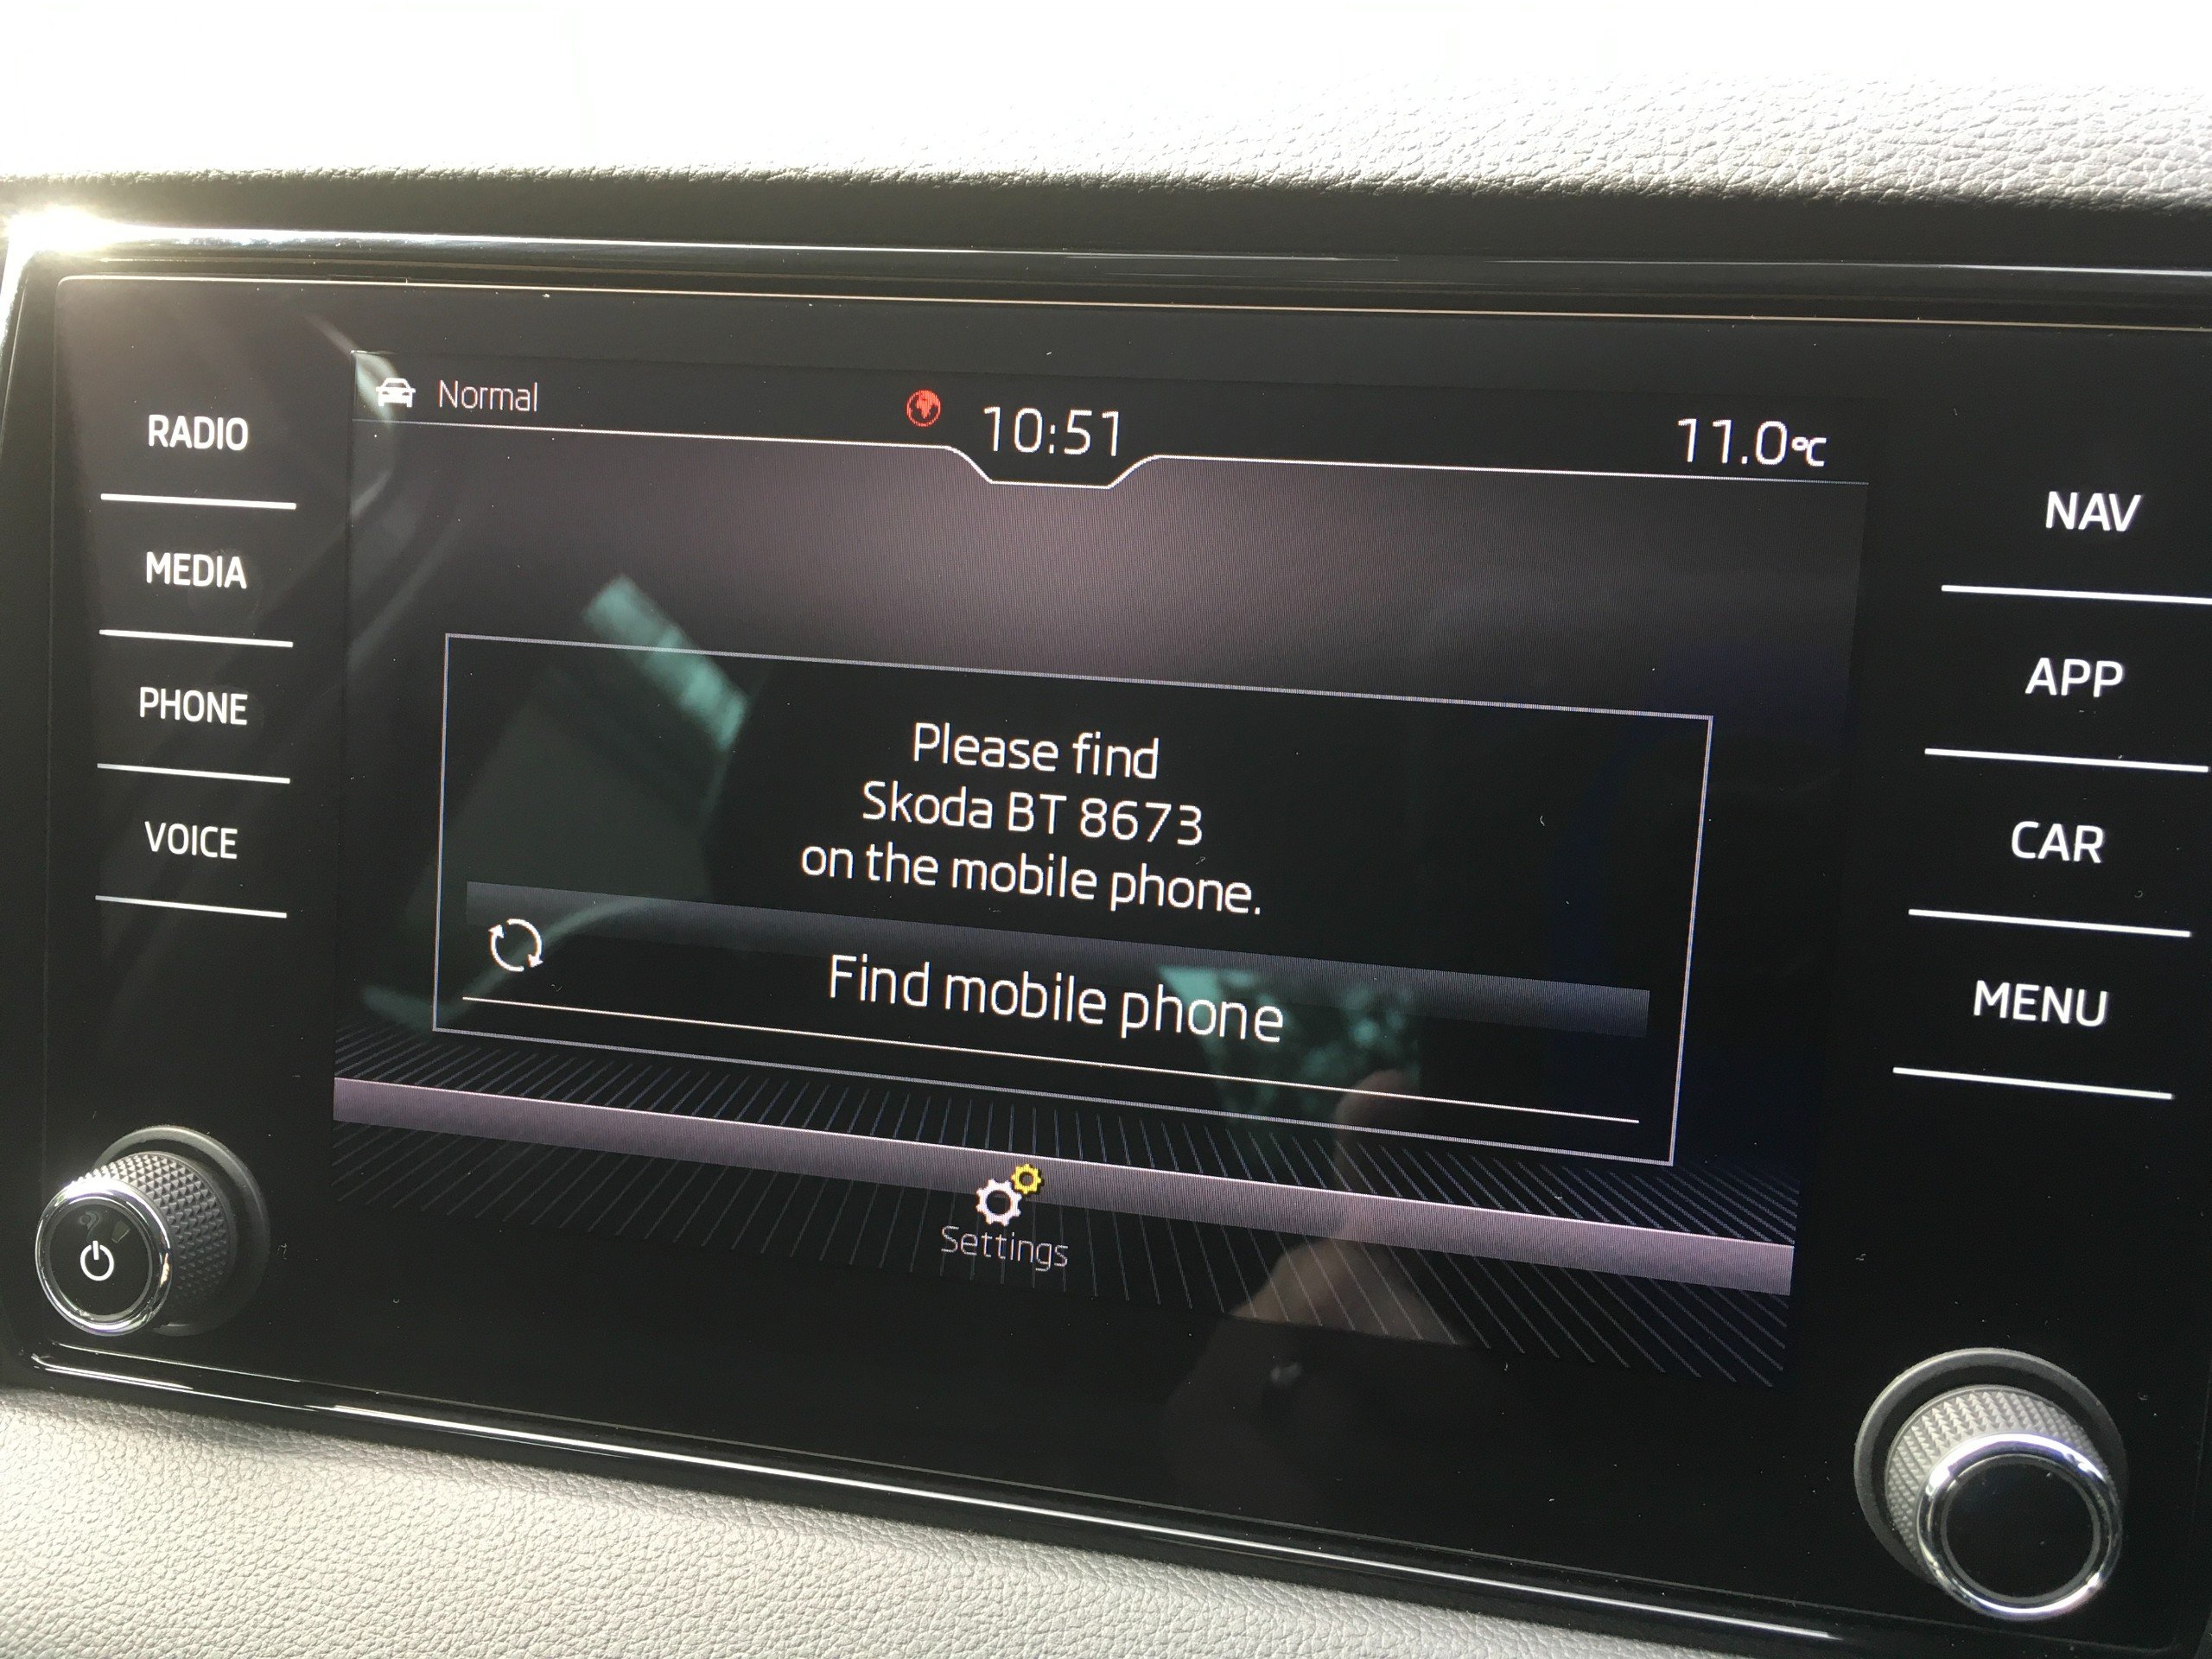 Normal
10:51
11.0°C
RADIO
MEDIA
PHONE
VOICE
Please find
Skoda BT 8673
on the mobile phone.
Find mobile phone
Settings
NAV
APP
CAR
MENU